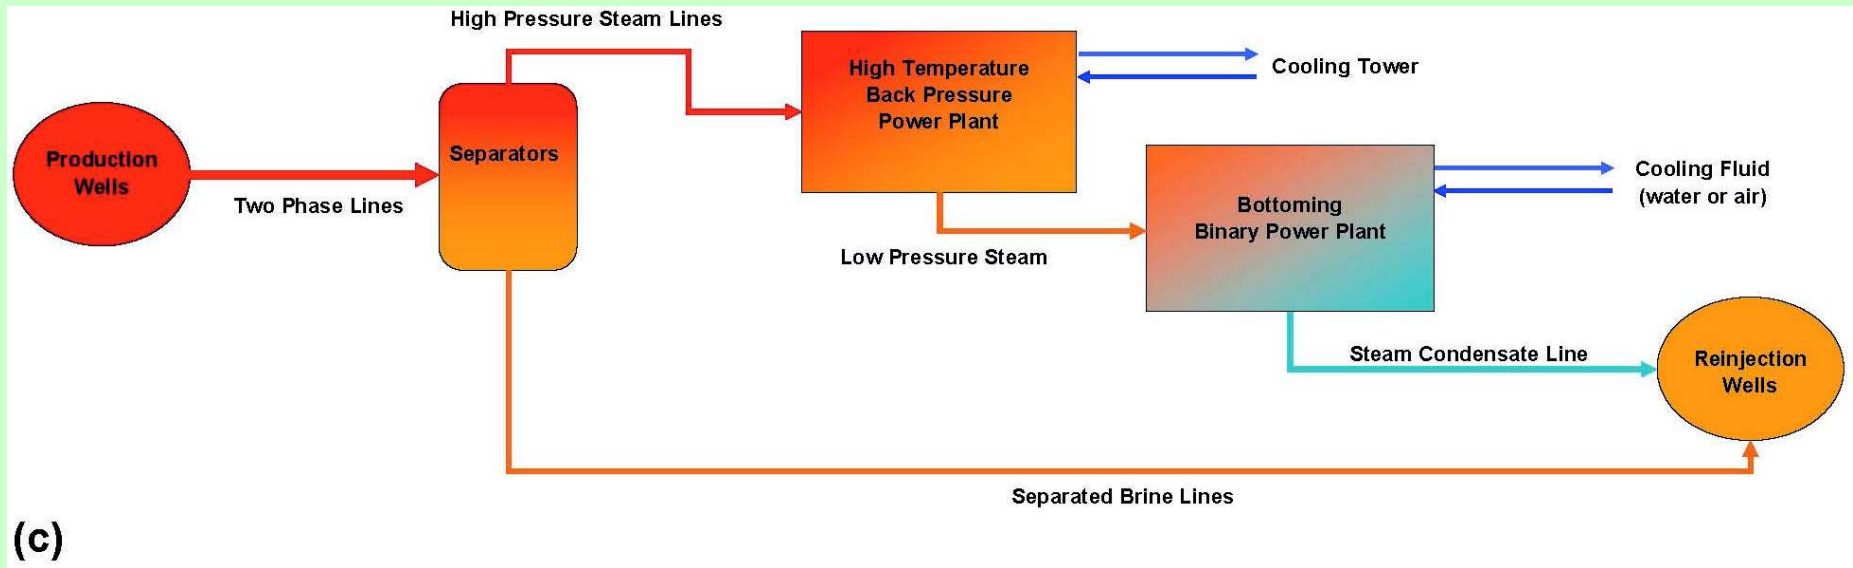 High Pressure Steam Lines
High Temperature
Back Pressure
Power Plant
Cooling Tower
Production
Wells
Separators
Two Phase Lines
Cooling Fluid
(water or air)
Bottoming
Binary Power Plant
Low Pressure Steam
Steam Condensate Line
Reinjection
Wells
Separated Brine Lines
(c)